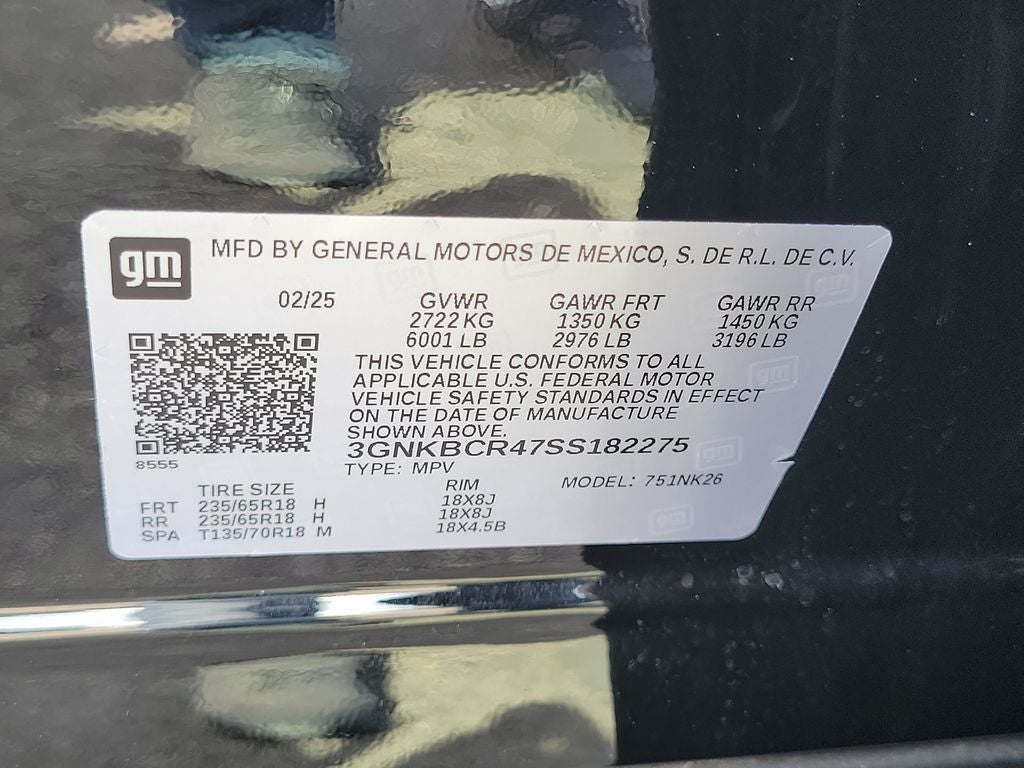 gm MFD BY GENERAL MOTORS DE MEXICO, S. DE R.L. DE C.V.
02/25 GVWR GAWR FRT GAWR RR
2722 KG 1350 KG 1450 KG
6001 LB 2976 LB 3196 LB
THIS VEHICLE CONFORMS TO ALL
APPLICABLE U.S. FEDERAL MOTOR
VEHICLE SAFETY STANDARDS IN EFFECT
ON THE DATE OF MANUFACTURE
SHOWN ABOVE.
3GNKBCR47SS182275
8555
TYPE: MPV MODEL: 751NK26
TIRE SIZE RIM
FRT 235/65R18 H 18X8J
RR 235/65R18 H 18X8J
SPA T135/70R18 M 18X4.5B